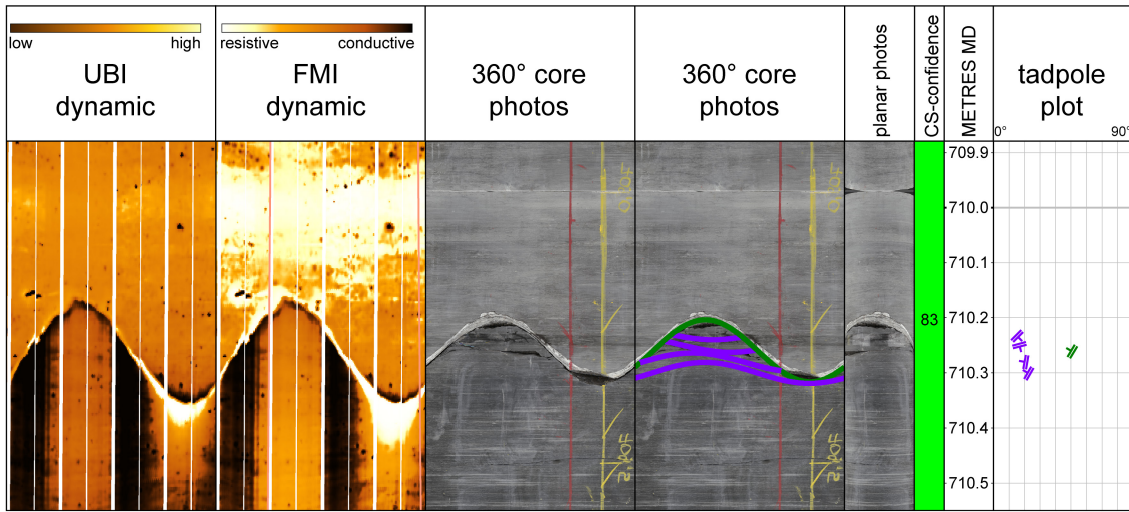 low high
resistive conductive
UBI
dynamic
FMI
dynamic
360° core
photos
360° core
photos
planar photos
CS-confidence
METRES MD
tadpole
plot
0° 90°
83
709.9
710.0
710.1
710.2
710.3
710.4
710.5